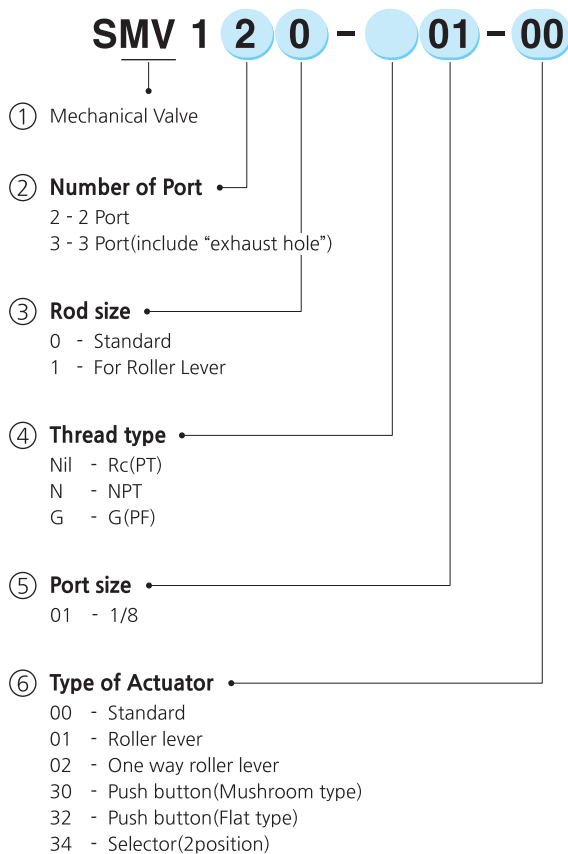 SMV 1 2 0 - 01 - 00
① Mechanical Valve
② Number of Port
2 - 2 Port
3 - 3 Port(include “exhaust hole”)
③ Rod size
0 - Standard
1 - For Roller Lever
④ Thread type
Nil - Rc(PT)
N - NPT
G - G(PF)
⑤ Port size
01 - 1/8
⑥ Type of Actuator
00 - Standard
01 - Roller lever
02 - One way roller lever
30 - Push button(Mushroom type)
32 - Push button(Flat type)
34 - Selector(2position)